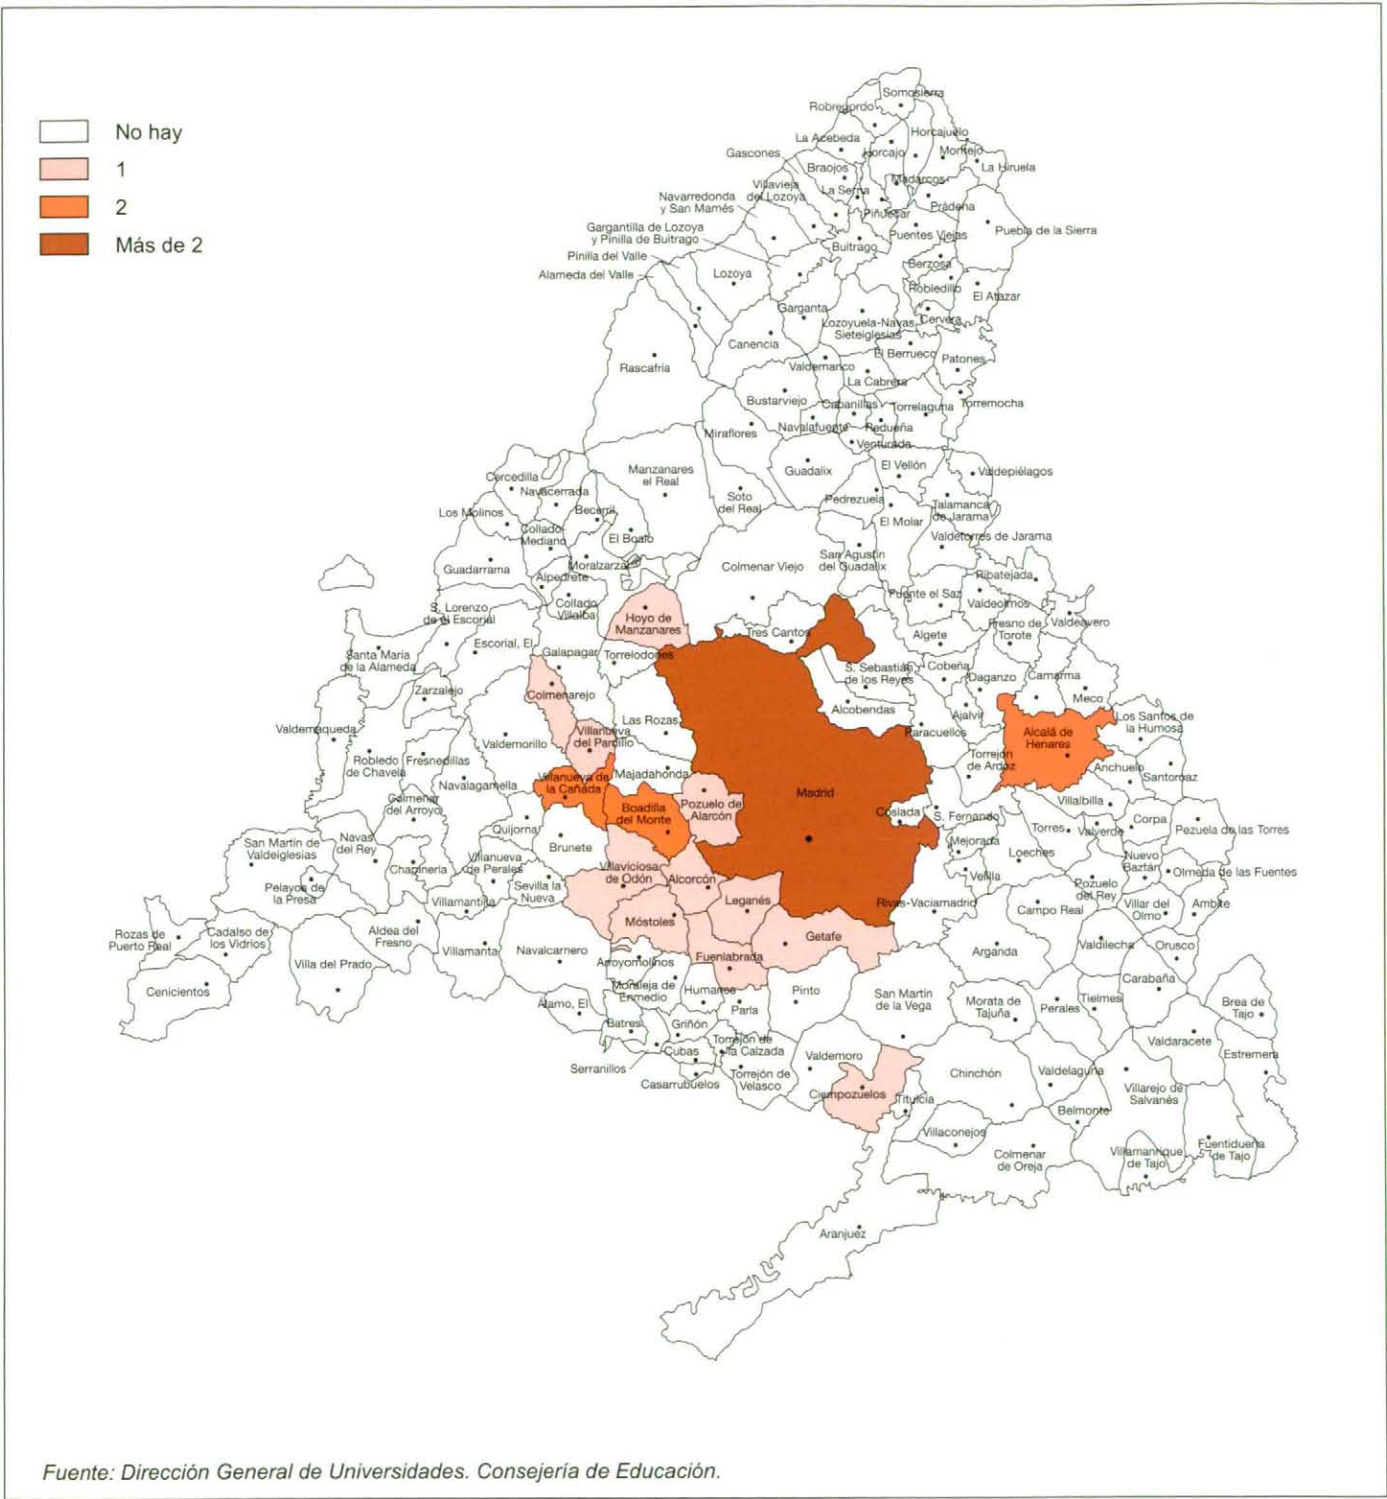 No hay
1
2
Más de 2
Somosierra
Robregordo
Horcajuelo
La Acebeda
Horcajo
Montejo
Gascones
La Hiruela
Braojos
Madarcos
Villavieja
del Lozoya
La Serna
Navarredonda
y San Mamés
Prádena
Piñuecar
Gargantilla de Lozoya
y Pinilla de Buitrago
Puentes Viejas
Puebla de la Sierra
Buitrago
Pinilla del Valle
Berzosa
Alameda del Valle
Lozoya
Robledillo
El Atazar
Garganta
Cervera
Lozoyuela-Navas
Sieteiglesias
Canencia
El Berrueco
Patones
Rascafría
Valdemanco
La Cabrera
Bustarviejo
Cabanillas
Torrelaguna
Torremocha
Navalafuente
Redueña
Miraflores
Venturada
Guadalix
El Vellón
Valdepiélagos
Manzanares
el Real
Cercedilla
Navacerrada
Soto
del Real
Pedrezuela
Talamanca
de Jarama
Los Molinos
Becerril
El Molar
Collado-
Mediano
El Boalo
Valdetorres de Jarama
San Agustín
del Guadalix
Guadarrama
Moralzarzal
Colmenar Viejo
Alpedrete
Ribatejada
Fuente el Saz
Valdeolmos
S. Lorenzo
de el Escorial
Collado
Villalba
Hoyo de
Manzanares
Fresno de
Torote
Valdeavero
Tres Cantos
Algete
Escorial, El
Galapagar
Torrelodones
Santa María
de la Alameda
S. Sebastián
de los Reyes
Cobeña
Daganzo
Camarma
Zarzalejo
Colmenarejo
Meco
Alcobendas
Ajalvir
Los Santos de
la Humosa
Valdemaqueda
Las Rozas
Villanueva
del Pardillo
Paracuellos
Alcalá de
Henares
Valdemorillo
Robledo
de Chavela
Fresnedillas
Torrejón
de Ardoz
Anchuelo
Santorcaz
Majadahonda
Navalagamella
Villanueva de
la Cañada
Madrid
Colmenar
del Arroyo
Boadilla
del Monte
Pozuelo de
Alarcón
Villalbilla
Coslada
S. Fernando
Corpa
Quijorna
Torres
Valverde
Pezuela de las Torres
San Martín de
Valdeiglesias
Navas
del Rey
Brunete
Mejorada
Loeches
Nuevo
Baztán
Chapinería
Villanueva
de Perales
Villaviciosa
de Odón
Velilla
Olmeda de las Fuentes
Alcorcón
Pelayos de
la Presa
Sevilla la
Nueva
Pozuelo
del Rey
Villamantilla
Leganés
Rivas-Vaciamadrid
Campo Real
Villar del
Olmo
Ambite
Móstoles
Rozas de
Puerto Real
Cadalso de
los Vidrios
Aldea del
Fresno
Getafe
Villamanta
Navalcarnero
Arganda
Valdilecha
Orusco
Villa del Prado
Fuenlabrada
Arroyomolinos
Carabaña
Cenicientos
Moraleja de
Enmedio
Humanes
Pinto
San Martín
de la Vega
Morata de
Tajuña
Perales
Tielmes
Brea de
Tajo
Álamo, El
Parla
Batres
Griñón
Valdaracete
Torrejón de
la Calzada
Cubas
Valdemoro
Estremera
Serranillos
Chinchón
Valdelaguna
Casarrubuelos
Torrejón de
Velasco
Villarejo de
Salvanés
Ciempozuelos
Titulcia
Belmonte
Villaconejos
Fuentidueña
de Tajo
Colmenar
de Oreja
Villamanrique
de Tajo
Aranjuez
Fuente: Dirección General de Universidades. Consejería de Educación.